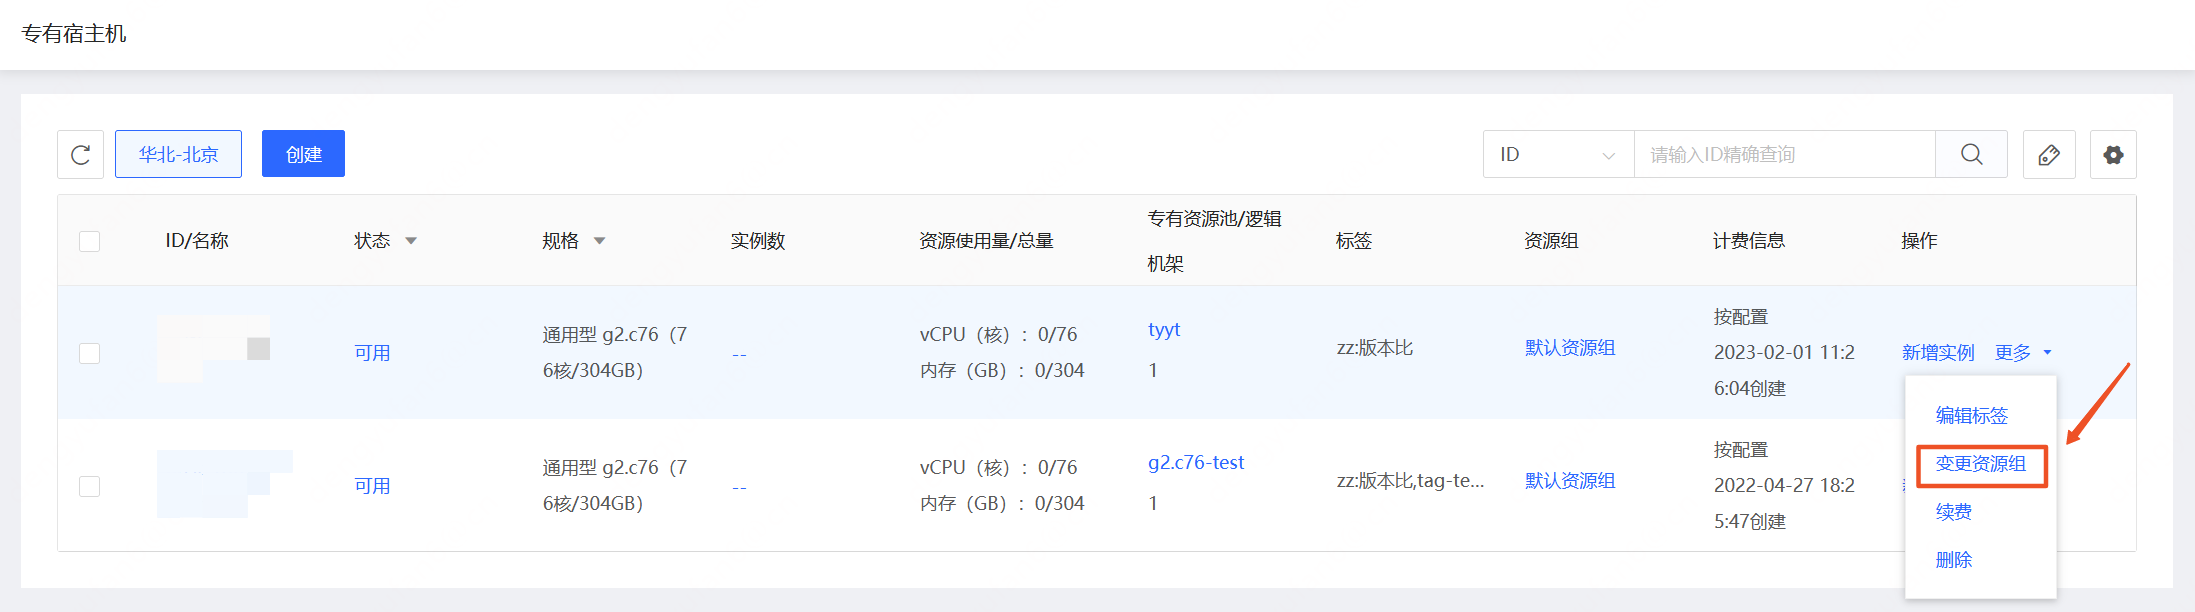 专有宿主机
华北-北京
创建
ID
请输入ID精确查询
ID/名称
状态
规格
实例数
资源使用量/总量
专有资源池/逻辑
机架
标签
资源组
计费信息
操作
可用
通用型 g2.c76（7
6核/304GB）
--
vCPU（核）：0/76
内存（GB）：0/304
tyyt
1
zz:版本比
默认资源组
按配置
2023-02-01 11:2
6:04创建
新增实例
更多
可用
通用型 g2.c76（7
6核/304GB）
--
vCPU（核）：0/76
内存（GB）：0/304
g2.c76-test
1
zz:版本比,tag-te...
默认资源组
按配置
2022-04-27 18:2
5:47创建
编辑标签
变更资源组
续费
删除